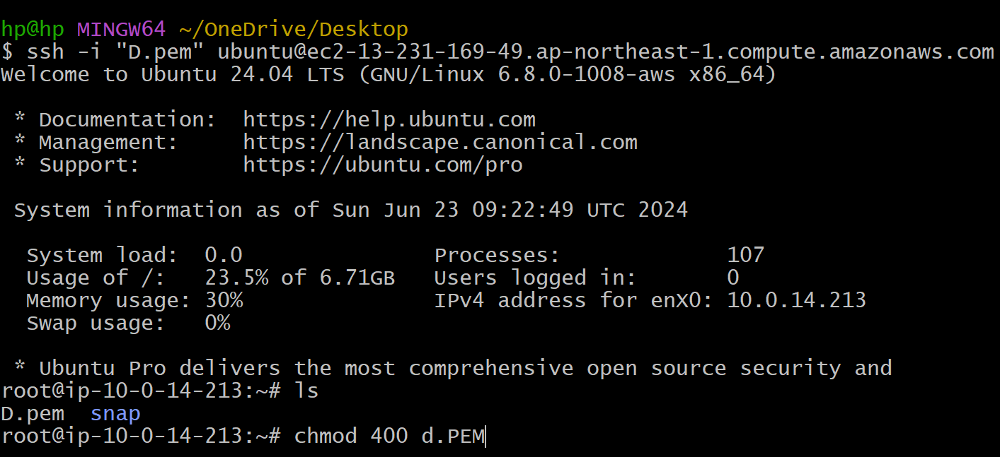 hp@hp MINGW64 ~/OneDrive/Desktop
$ ssh -i "D.pem" ubuntu@ec2-13-231-169-49.ap-northeast-1.compute.amazonaws.com
Welcome to Ubuntu 24.04 LTS (GNU/Linux 6.8.0-1008-aws x86_64)
* Documentation:  https://help.ubuntu.com
* Management:     https://landscape.canonical.com
* Support:        https://ubuntu.com/pro
System information as of Sun Jun 23 09:22:49 UTC 2024
System load:  0.0               Processes:             107
Usage of /:   23.5% of 6.71GB   Users logged in:       0
Memory usage: 30%               IPv4 address for enX0: 10.0.14.213
Swap usage:   0%
* Ubuntu Pro delivers the most comprehensive open source security and
root@ip-10-0-14-213:~# ls
D.pem  snap
root@ip-10-0-14-213:~# chmod 400 d.PEM